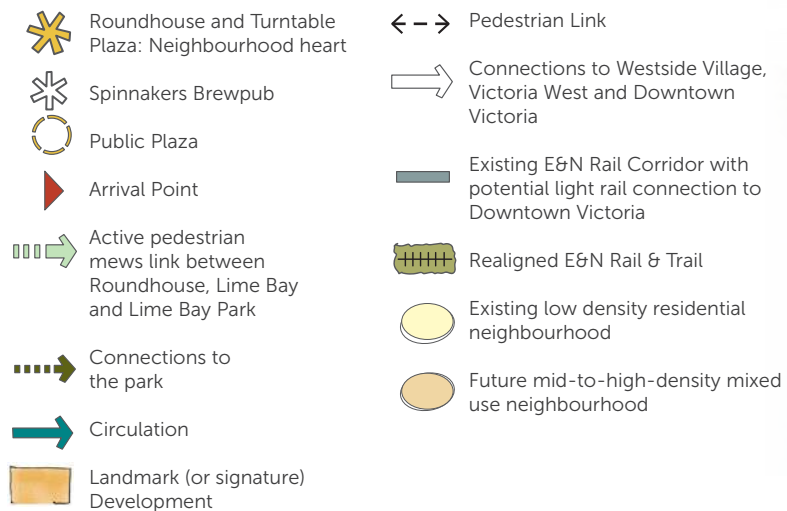 Roundhouse and Turntable
Plaza: Neighbourhood heart
Spinnakers Brewpub
Public Plaza
Arrival Point
Active pedestrian
mews link between
Roundhouse, Lime Bay
and Lime Bay Park
Connections to
the park
Circulation
Landmark (or signature)
Development
Pedestrian Link
Connections to Westside Village,
Victoria West and Downtown
Victoria
Existing E&N Rail Corridor with
potential light rail connection to
Downtown Victoria
Realigned E&N Rail & Trail
Existing low density residential
neighbourhood
Future mid-to-high-density mixed
use neighbourhood